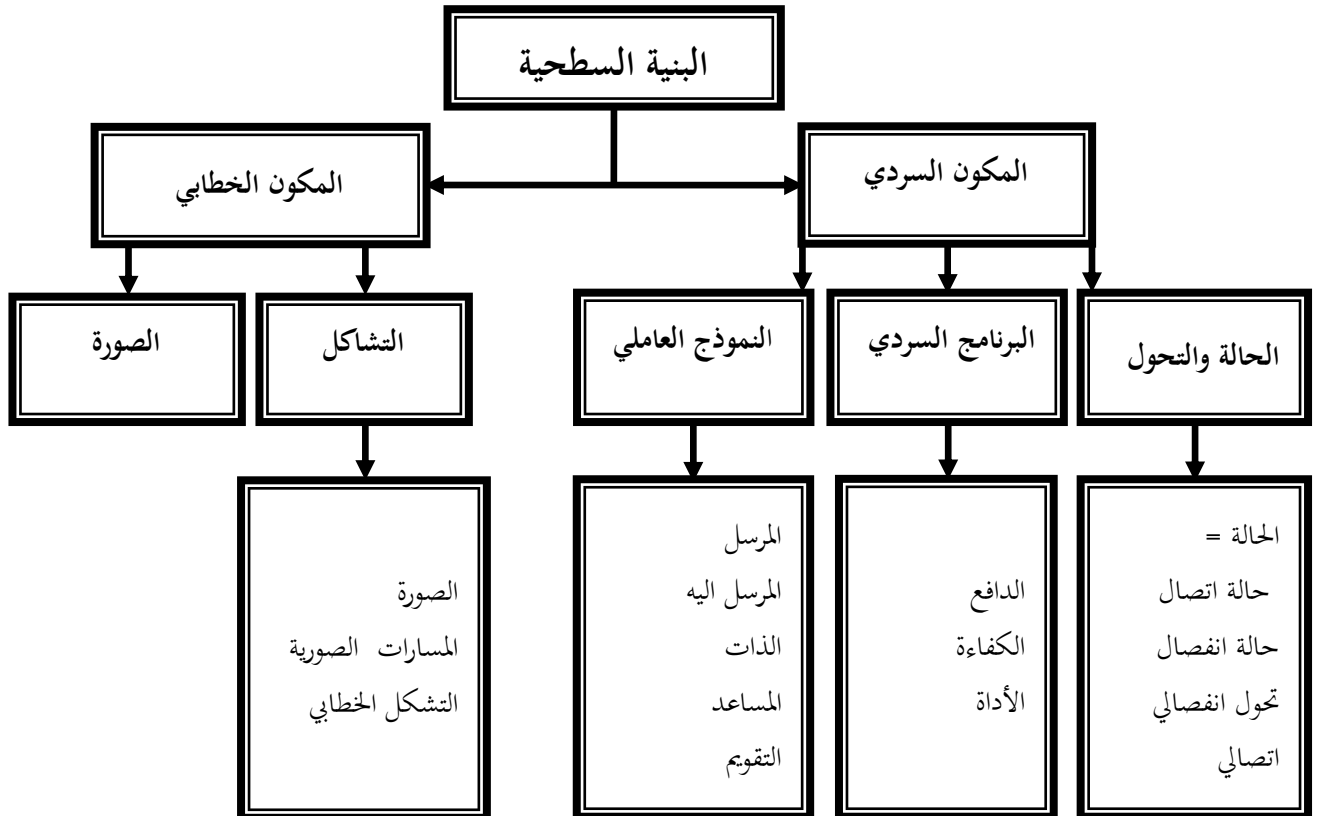 البنية السطحية
المكون السردي
المكون الخطابي
الحالة والتحول
البرنامج السردي
النموذج العاملي
التشاكل
الصورة
الحالة =
حالة اتصال
حالة انفصال
تحول انفصالي
اتصالي
الدافع
الكفاءة
الأداة
المرسل
المرسل اليه
الذات
المساعد
التقويم
الصورة
المسارات الصورية
التشكل الخطابي